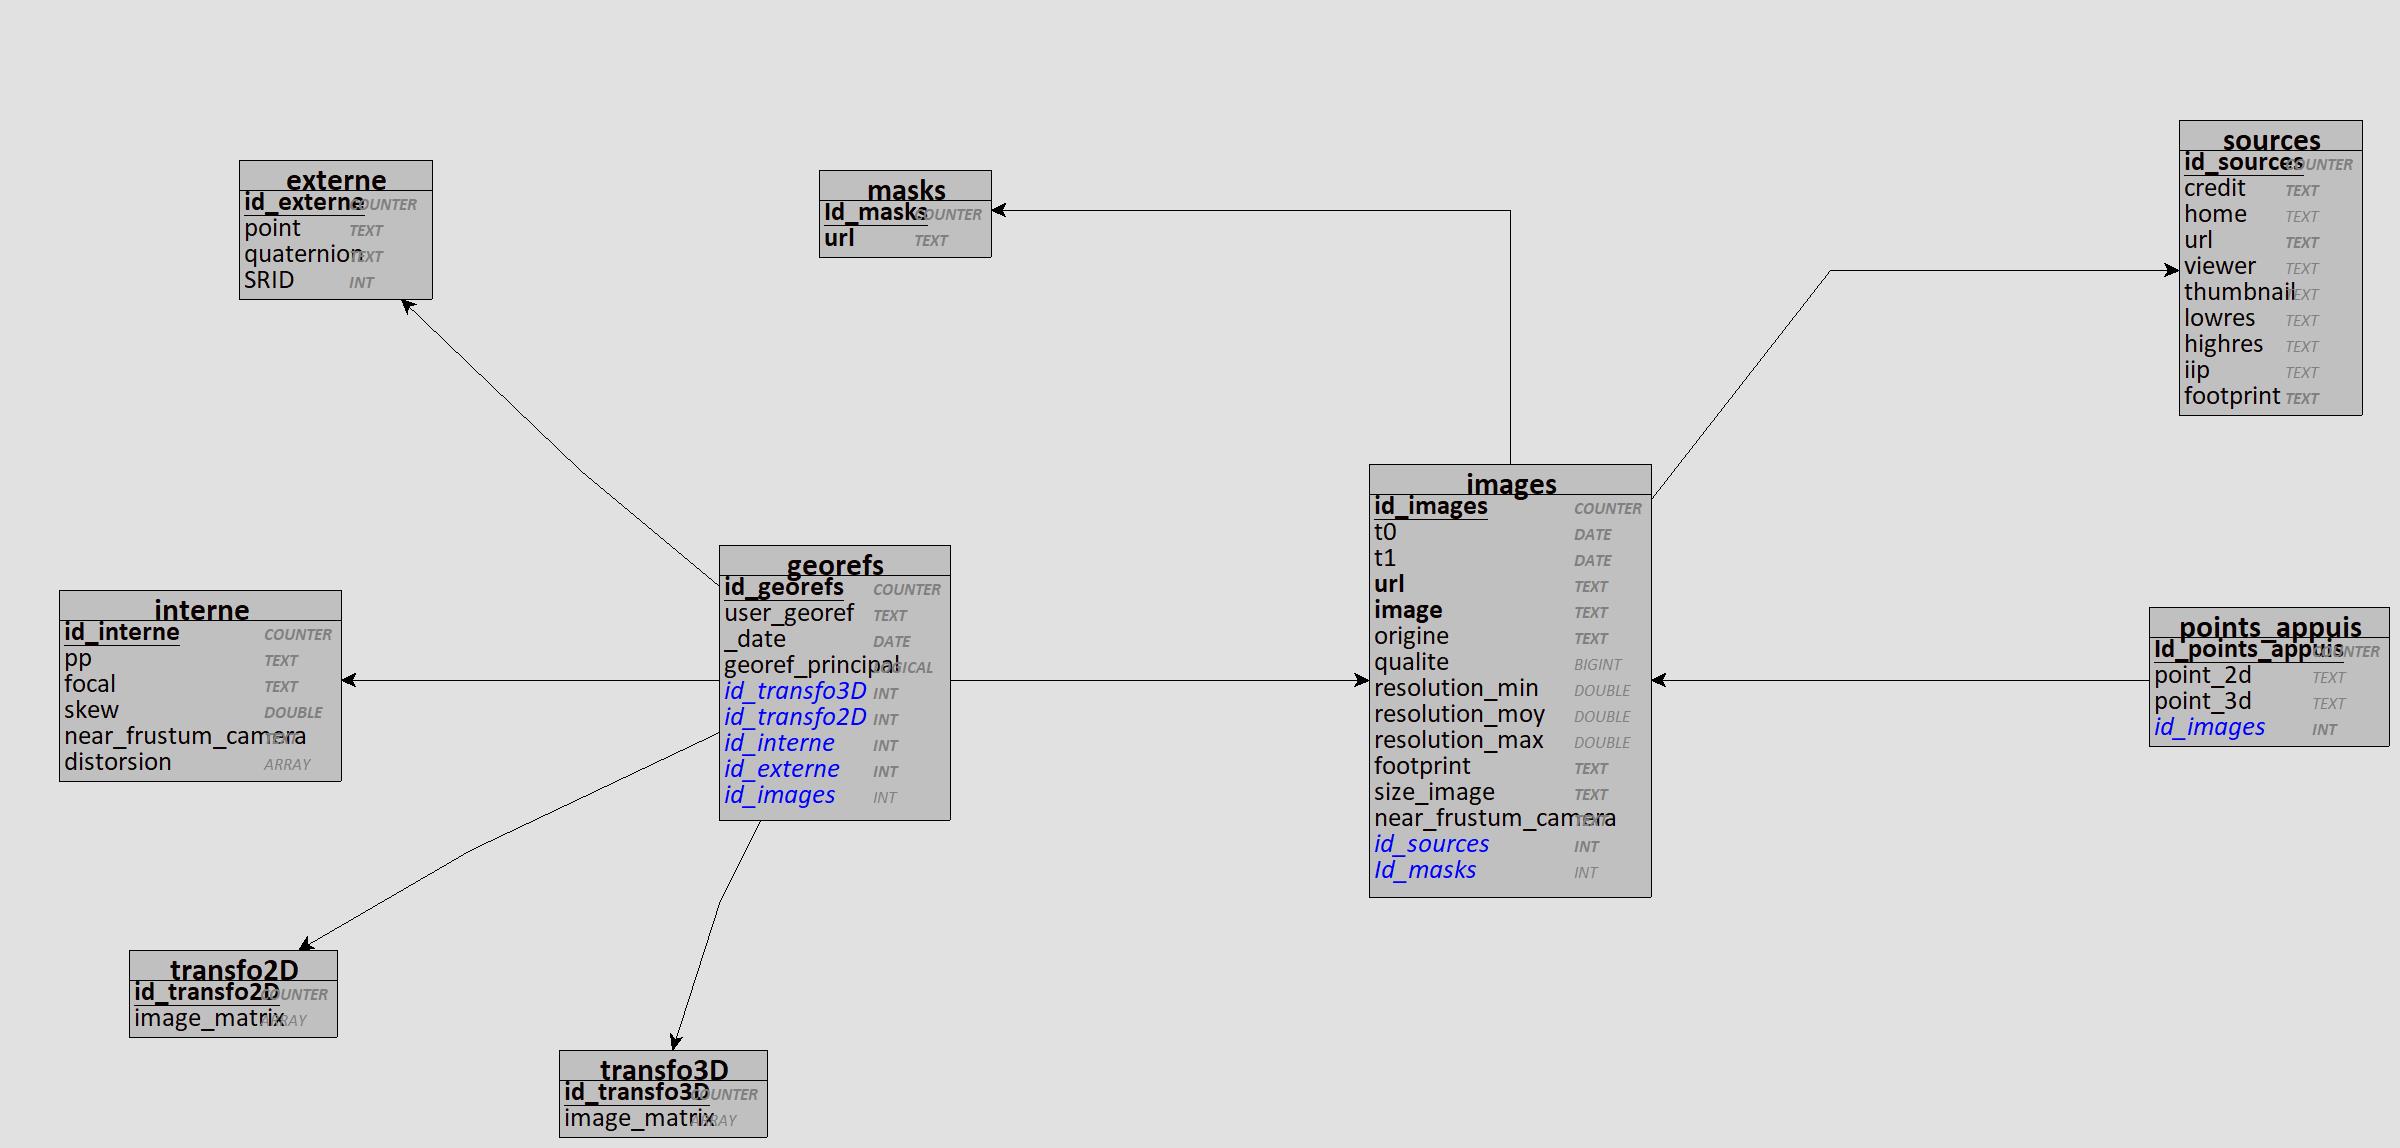 externe
id_externe COUNTER
point TEXT
quaternion TEXT
SRID INT
masks
Id_masks COUNTER
url TEXT
sources
id_sources COUNTER
credit TEXT
home TEXT
url TEXT
viewer TEXT
thumbnail TEXT
lowres TEXT
highres TEXT
iip TEXT
footprint TEXT
interne
id_interne COUNTER
pp TEXT
focal TEXT
skew DOUBLE
near_frustum_camera TEXT
distorsion ARRAY
georefs
id_georefs COUNTER
user_georef TEXT
_date DATE
georef_principal LOGICAL
id_transfo3D INT
id_transfo2D INT
id_interne INT
id_externe INT
id_images INT
images
id_images COUNTER
t0 DATE
t1 DATE
url TEXT
image TEXT
origine TEXT
qualite BIGINT
resolution_min DOUBLE
resolution_moy DOUBLE
resolution_max DOUBLE
footprint TEXT
size_image TEXT
near_frustum_camera TEXT
id_sources INT
Id_masks INT
points_appuis
Id_points_appuis COUNTER
point_2d TEXT
point_3d TEXT
id_images INT
transfo2D
id_transfo2D COUNTER
image_matrix ARRAY
transfo3D
id_transfo3D COUNTER
image_matrix ARRAY